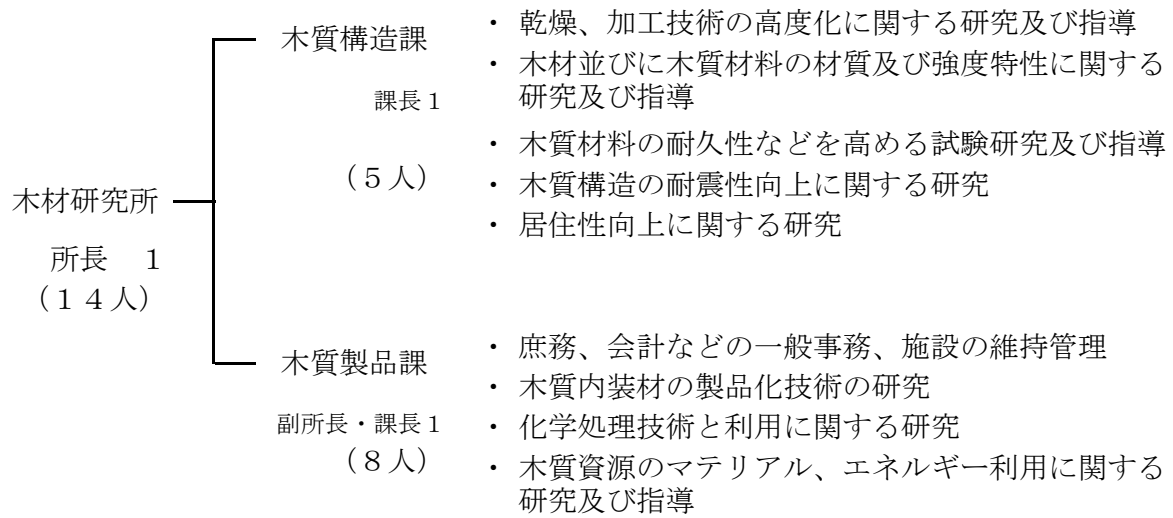 木材研究所
所長　１
（１４人）
木質構造課
課長１
（５人）
・ 乾燥、加工技術の高度化に関する研究及び指導
・ 木材並びに木質材料の材質及び強度特性に関する
研究及び指導
・ 木質材料の耐久性などを高める試験研究及び指導
・ 木質構造の耐震性向上に関する研究
・ 居住性向上に関する研究
木質製品課
副所長・課長１
（８人）
・ 庶務、会計などの一般事務、施設の維持管理
・ 木質内装材の製品化技術の研究
・ 化学処理技術と利用に関する研究
・ 木質資源のマテリアル、エネルギー利用に関する
研究及び指導